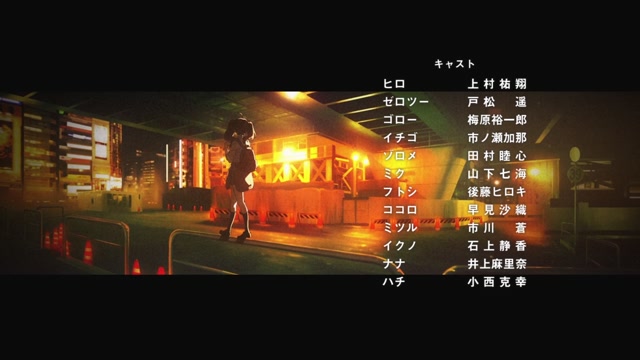 キャスト
ヒロ 上村祐翔
ゼロツー 戸松 遥
ゴロー 梅原裕一郎
イチゴ 市ノ瀬加那
ゾロメ 田村睦心
ミク 山下七海
フトシ 後藤ヒロキ
ココロ 早見沙織
ミツル 市川 蒼
イクノ 石上静香
ナナ 井上麻里奈
ハチ 小西克幸